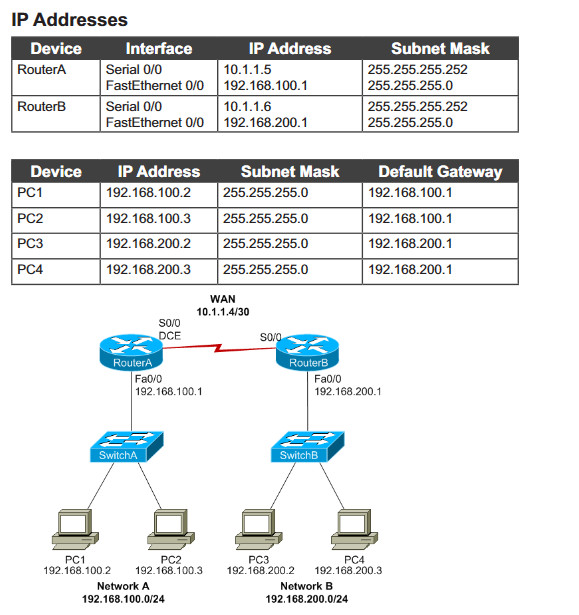 IP Addresses
Device Interface IP Address Subnet Mask
RouterA Serial 0/0 10.1.1.5 255.255.255.252
FastEthernet 0/0 192.168.100.1 255.255.255.0
RouterB Serial 0/0 10.1.1.6 255.255.255.252
FastEthernet 0/0 192.168.200.1 255.255.255.0
Device IP Address Subnet Mask Default Gateway
PC1 192.168.100.2 255.255.255.0 192.168.100.1
PC2 192.168.100.3 255.255.255.0 192.168.100.1
PC3 192.168.200.2 255.255.255.0 192.168.200.1
PC4 192.168.200.3 255.255.255.0 192.168.200.1
WAN
10.1.1.4/30
S0/0
DCE
S0/0
RouterA
RouterB
Fa0/0
192.168.100.1
Fa0/0
192.168.200.1
SwitchA
SwitchB
PC1
192.168.100.2
PC2
192.168.100.3
PC3
192.168.200.2
PC4
192.168.200.3
Network A
192.168.100.0/24
Network B
192.168.200.0/24